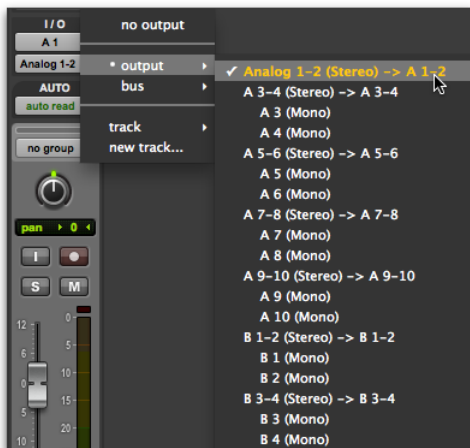 I / O
A 1
Analog 1-2
AUTO
auto read
no group
pan 0
I
S M
12
6
0
5
10
0
5
10
15
20
no output
• output
bus
track
new track...
✓ Analog 1-2 (Stereo) -> A 1-2
A 3-4 (Stereo) -> A 3-4
A 3 (Mono)
A 4 (Mono)
A 5-6 (Stereo) -> A 5-6
A 5 (Mono)
A 6 (Mono)
A 7-8 (Stereo) -> A 7-8
A 7 (Mono)
A 8 (Mono)
A 9-10 (Stereo) -> A 9-10
A 9 (Mono)
A 10 (Mono)
B 1-2 (Stereo) -> B 1-2
B 1 (Mono)
B 2 (Mono)
B 3-4 (Stereo) -> B 3-4
B 3 (Mono)
B 4 (Mono)